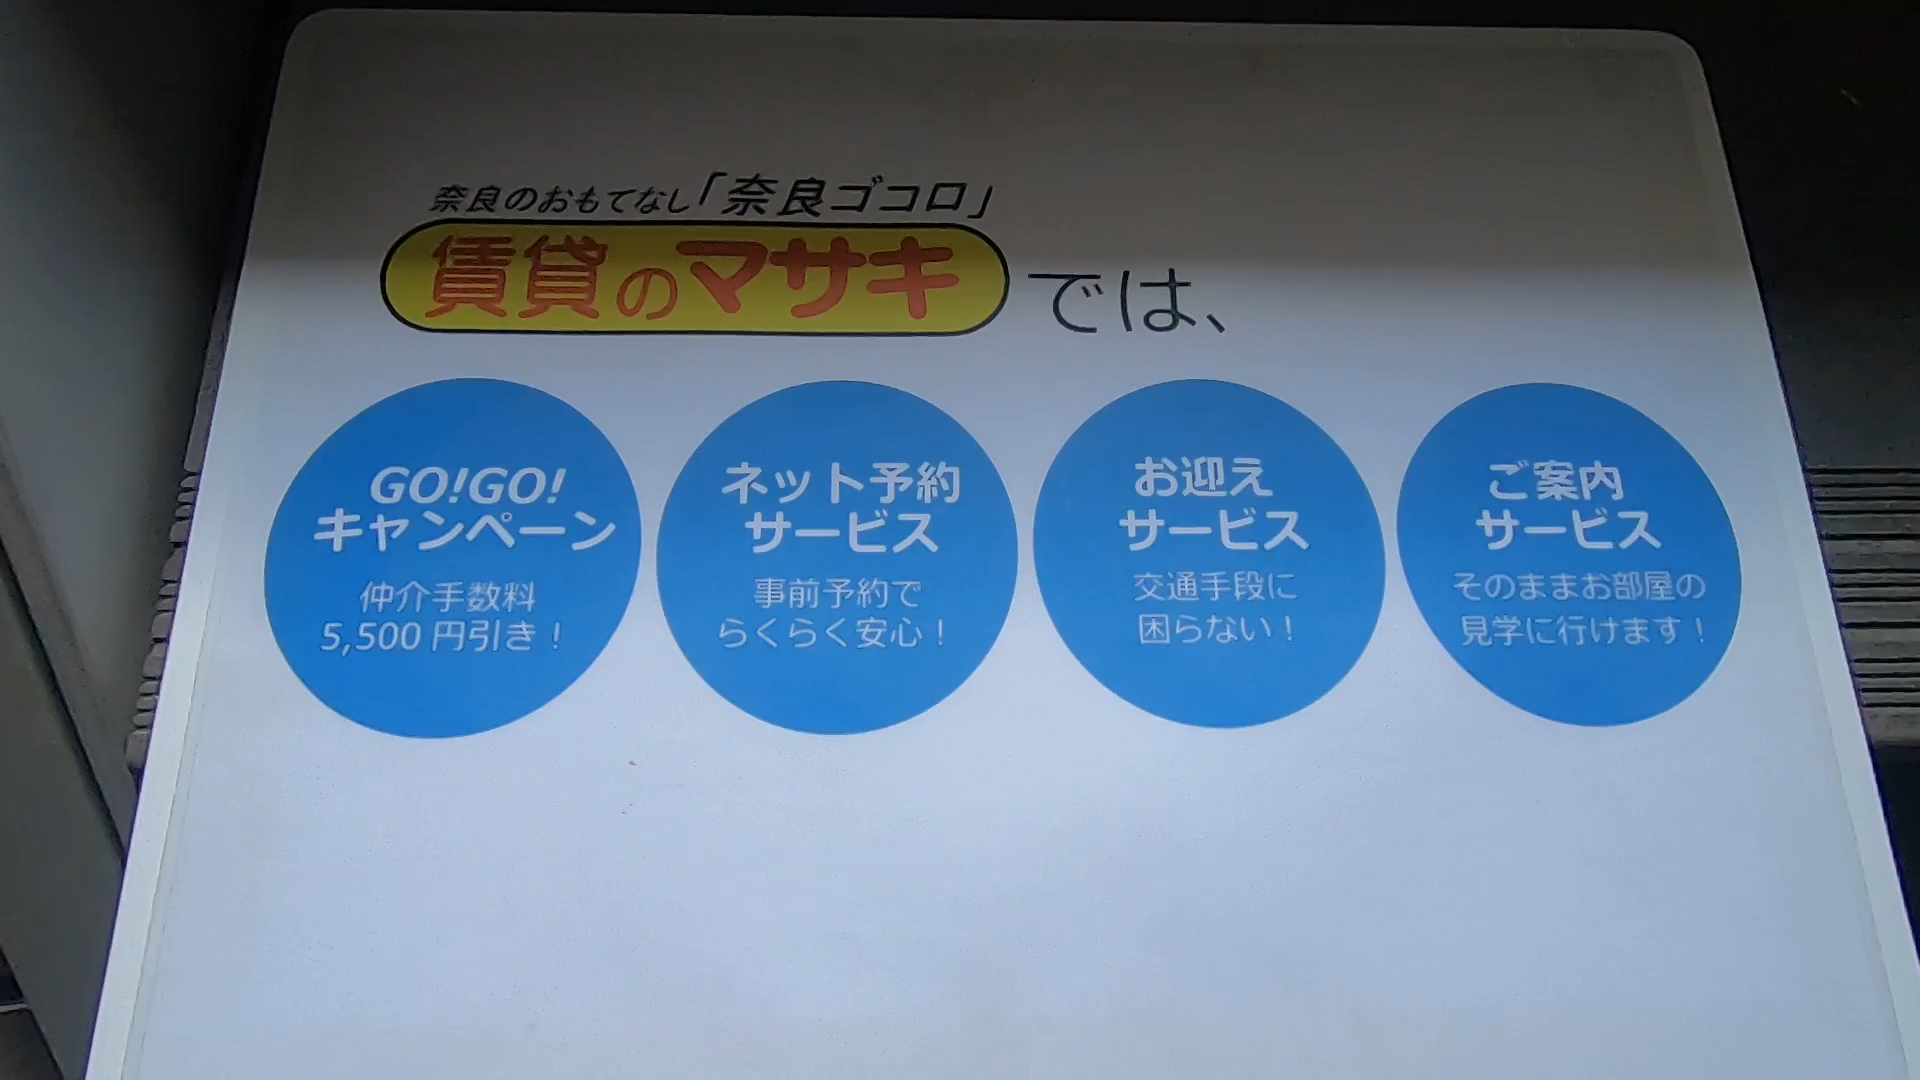 奈良のおもてなし「奈良ゴコロ」
賃貸のマサキでは、
GO!GO!
キャンペーン
仲介手数料
5,500円引き！
ネット予約
サービス
事前予約で
らくらく安心！
お迎え
サービス
交通手段に
困らない！
ご案内
サービス
そのままお部屋の
見学に行けます！